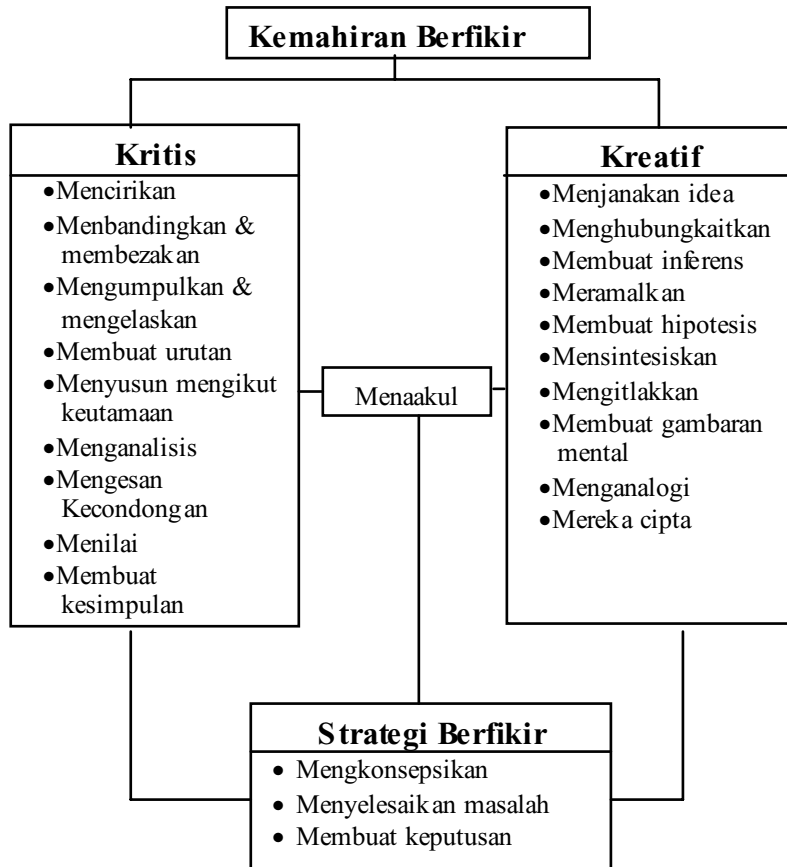 Kemahiran Berfikir
Kritis
•Mencirikan
•Menbandingkan &
membezakan
•Mengumpulkan &
mengelaskan
•Membuat urutan
•Menyusun mengikut
keutamaan
•Menganalisis
•Mengesan
Kecondongan
•Menilai
•Membuat
kesimpulan
Menaakul
Kreatif
•Menjanakan idea
•Menghubungkaitkan
•Membuat inferens
•Meramalkan
•Membuat hipotesis
•Mensintesiskan
•Mengitlakkan
•Membuat gambaran
mental
•Menganalogi
•Mereka cipta
Strategi Berfikir
• Mengkonsepsikan
• Menyelesaikan masalah
• Membuat keputusan